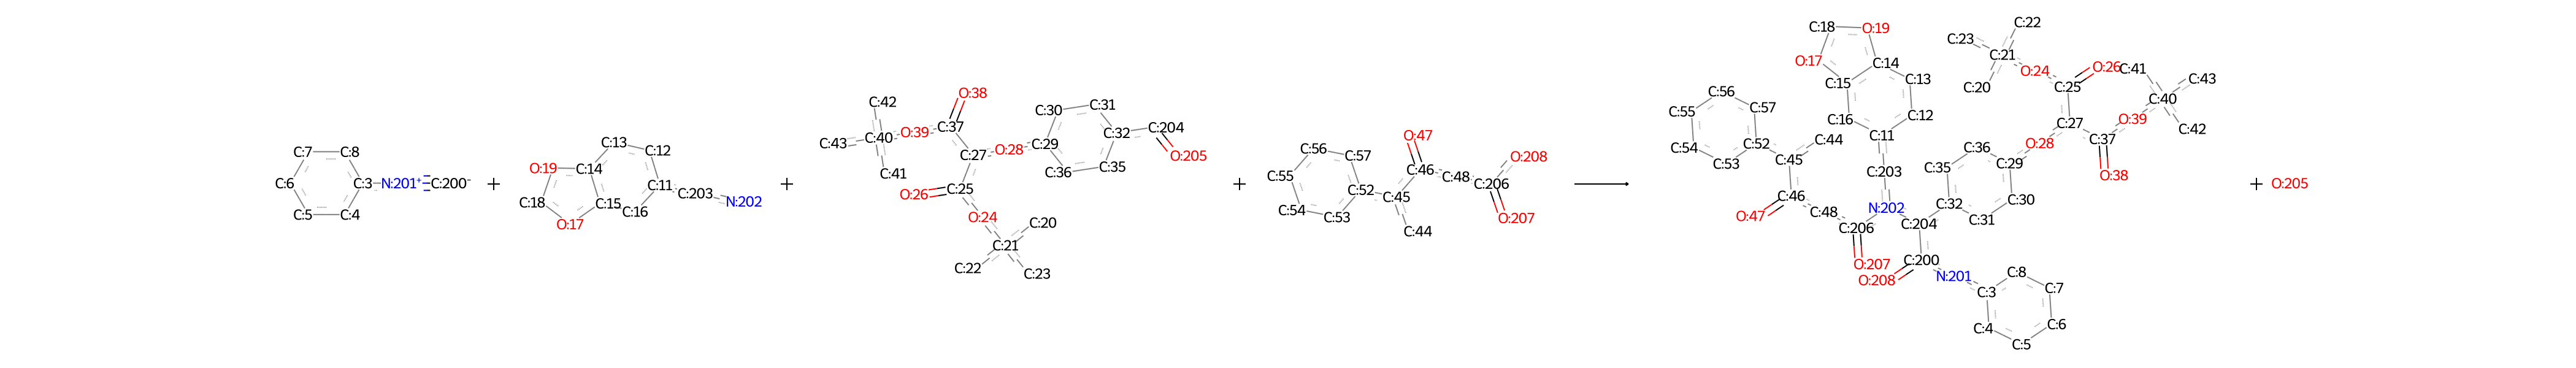 C:7
C:8
C:6
C:3
N:201⁺
C:200⁻
C:5
C:4
+
C:13
C:12
O:19
C:14
C:11
C:203
N:202
C:18
C:15
C:16
O:17
+
C:42
O:38
C:30
C:31
C:43
C:40
O:39
C:37
C:32
C:204
C:27
O:28
C:29
O:205
C:41
C:36
C:35
O:26
C:25
O:24
C:20
C:21
C:22
C:23
+
O:47
C:56
C:57
C:46
O:208
C:55
C:48
C:206
C:52
C:45
C:54
C:53
O:207
C:44
C:18
O:19
C:22
C:23
C:21
O:17
C:14
O:24
O:26
C:41
C:15
C:13
C:43
C:20
C:25
C:56
C:40
C:55
C:57
C:16
C:12
C:27
O:39
C:42
C:11
C:44
C:52
C:54
C:53
C:45
C:36
O:28
C:37
C:35
C:29
C:203
O:38
C:46
C:32
C:30
O:47
C:48
N:202
C:31
C:206
C:204
O:207
C:200
O:208
N:201
C:8
C:3
C:7
C:4
C:6
C:5
+
O:205